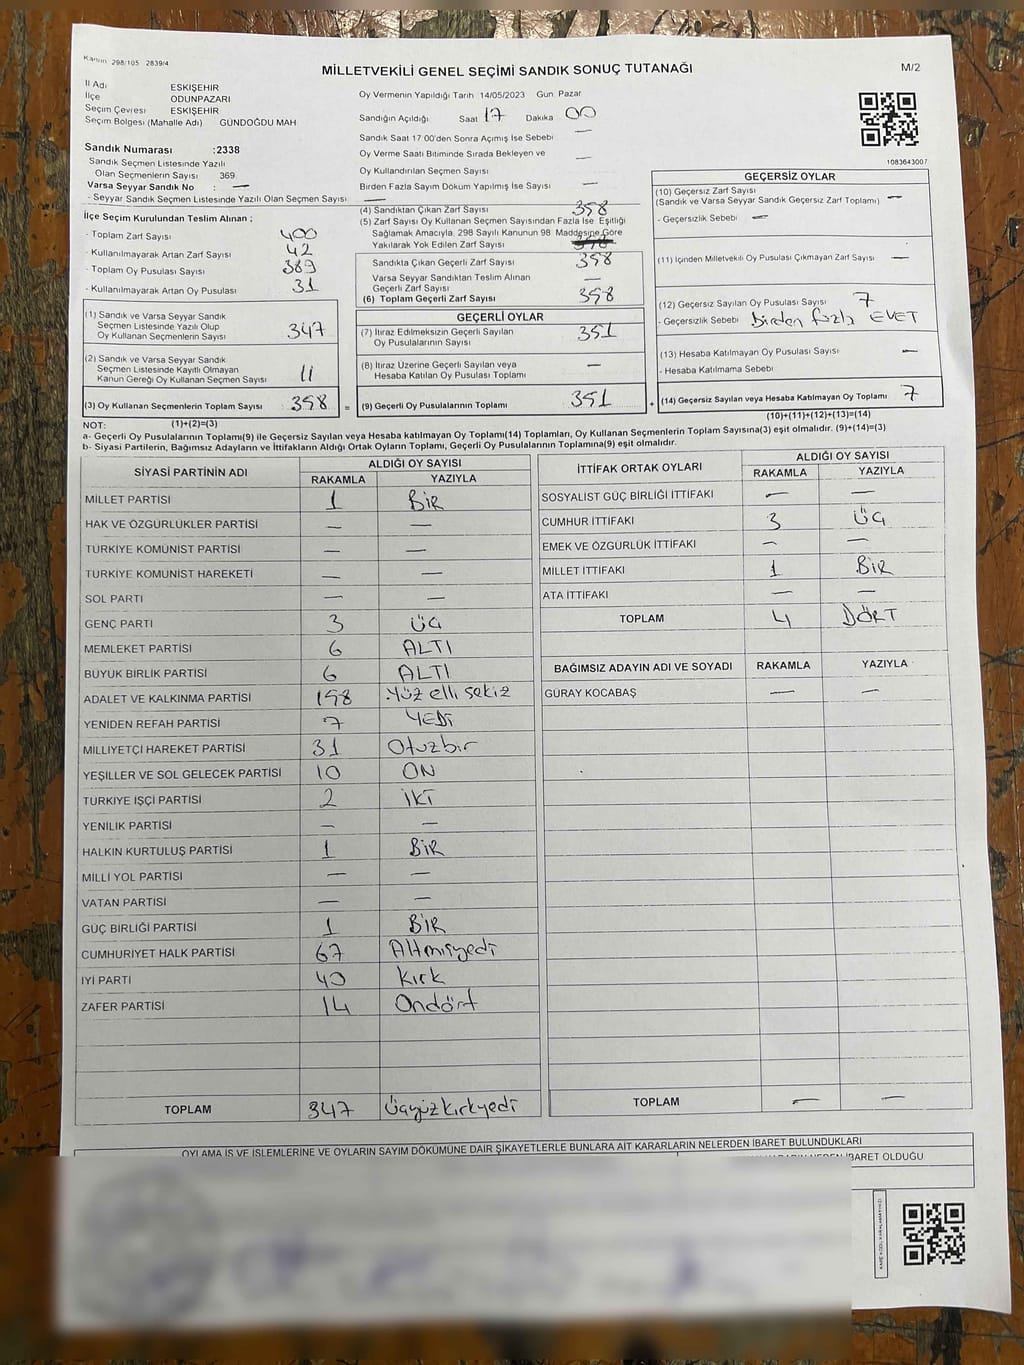 Kanun 298/105 2839/4
MİLLETVEKİLİ GENEL SEÇİMİ SANDIK SONUÇ TUTANAĞI
M/2
İl Adı ESKİŞEHİR
İlçe ODUNPAZARI
Seçim Çevresi ESKİŞEHİR
Seçim Bölgesi (Mahalle Adı) GÜNDOĞDU MAH
Sandık Numarası :2338
Sandık Seçmen Listesinde Yazılı
Olan Seçmenlerin Sayısı 369
Varsa Seyyar Sandık No : —
- Seyyar Sandık Seçmen Listesinde Yazılı Olan Seçmen Sayısı —
Oy Vermenin Yapıldığı Tarih 14/05/2023 Gün: Pazar
Sandığın Açıldığı Saat 17 Dakika 00
Sandık Saat 17:00'den Sonra Açımış İse Sebebi —
Oy Verme Saati Bitiminde Sırada Bekleyen ve —
Oy Kullandırılan Seçmen Sayısı
Birden Fazla Sayım Döküm Yapılmış İse Sayısı —
1083643007
İlçe Seçim Kurulundan Teslim Alınan ;
- Toplam Zarf Sayısı 400
- Kullanılmayarak Artan Zarf Sayısı 42
- Toplam Oy Pusulası Sayısı 389
- Kullanılmayarak Artan Oy Pusulası 31
(1) Sandık ve Varsa Seyyar Sandık
Seçmen Listesinde Yazılı Olup
Oy Kullanan Seçmenlerin Sayısı 347
(2) Sandık ve Varsa Seyyar Sandık
Seçmen Listesinde Kayıtlı Olmayan
Kanun Gereği Oy Kullanan Seçmen Sayısı 11
(3) Oy Kullanan Seçmenlerin Toplam Sayısı 358 =
(1)+(2)=(3)
(4) Sandıktan Çıkan Zarf Sayısı 358
(5) Zarf Sayısı Oy Kullanan Seçmen Sayısından Fazla İse Eşitliği
Sağlamak Amacıyla, 298 Sayılı Kanunun 98 Maddesine Göre
Yakılarak Yok Edilen Zarf Sayısı
Sandıkta Çıkan Geçerli Zarf Sayısı 358
Varsa Seyyar Sandıktan Teslim Alınan —
Geçerli Zarf Sayısı
(6) Toplam Geçerli Zarf Sayısı 358
GEÇERLİ OYLAR
(7) İtiraz Edilmeksizin Geçerli Sayılan 351
Oy Pusulalarının Sayısı
(8) İtiraz Üzerine Geçerli Sayılan veya —
Hesaba Katılan Oy Pusulası Toplamı
(9) Geçerli Oy Pusulalarının Toplamı 351 +
GEÇERSİZ OYLAR
(10) Geçersiz Zarf Sayısı
(Sandık ve Varsa Seyyar Sandık Geçersiz Zarf Toplamı) —
- Geçersizlik Sebebi —
(11) İçinden Milletvekili Oy Pusulası Çıkmayan Zarf Sayısı —
(12) Geçersiz Sayılan Oy Pusulası Sayısı 7
- Geçersizlik Sebebi Birden fazla EVET
(13) Hesaba Katılmayan Oy Pusulası Sayısı —
- Hesaba Katılmama Sebebi
(14) Geçersiz Sayılan veya Hesaba Katılmayan Oy Toplamı 7
(10)+(11)+(12)+(13)=(14)
NOT:
a- Geçerli Oy Pusulalarının Toplamı(9) ile Geçersiz Sayılan veya Hesaba katılmayan Oy Toplamı(14) Toplamları, Oy Kullanan Seçmenlerin Toplam Sayısına(3) eşit olmalıdır. (9)+(14)=(3)
b- Siyasi Partilerin, Bağımsız Adayların ve İttifakların Aldığı Ortak Oyların Toplamı, Geçerli Oy Pusulalarının Toplamına(9) eşit olmalıdır.
SİYASİ PARTİNİN ADI ALDIĞI OY SAYISI
RAKAMLA YAZIYLA
MİLLET PARTİSİ 1 BİR
HAK VE ÖZGÜRLÜKLER PARTİSİ — —
TÜRKİYE KOMÜNİST PARTİSİ — —
TÜRKİYE KOMÜNİST HAREKETİ — —
SOL PARTİ — —
GENÇ PARTİ 3 ÜÇ
MEMLEKET PARTİSİ 6 ALTI
BÜYÜK BİRLİK PARTİSİ 6 ALTI
ADALET VE KALKINMA PARTİSİ 158 Yüz elli sekiz
YENİDEN REFAH PARTİSİ 7 YEDİ
MİLLİYETÇİ HAREKET PARTİSİ 31 Otuzbir
YEŞİLLER VE SOL GELECEK PARTİSİ 10 ON
TÜRKİYE İŞÇİ PARTİSİ 2 İKİ
YENİLİK PARTİSİ — —
HALKIN KURTULUŞ PARTİSİ 1 BİR
MİLLİ YOL PARTİSİ — —
VATAN PARTİSİ — —
GÜÇ BİRLİĞİ PARTİSİ 1 BİR
CUMHURİYET HALK PARTİSİ 67 Altmışyedi
İYİ PARTİ 40 Kırk
ZAFER PARTİSİ 14 Ondört
TOPLAM 347 Üçyüzkırkyedi
İTTİFAK ORTAK OYLARI ALDIĞI OY SAYISI
RAKAMLA YAZIYLA
SOSYALİST GÜÇ BİRLİĞİ İTTİFAKI — —
CUMHUR İTTİFAKI 3 ÜÇ
EMEK VE ÖZGÜRLÜK İTTİFAKI — —
MİLLET İTTİFAKI 1 BİR
ATA İTTİFAKI — —
TOPLAM 4 DÖRT
BAĞIMSIZ ADAYIN ADI VE SOYADI RAKAMLA YAZIYLA
GÜRAY KOCABAŞ — —
TOPLAM — —
OYLAMA İŞ VE İŞLEMLERİNE VE OYLARIN SAYIM DÖKÜMÜNE DAİR ŞİKAYETLERLE BUNLARA AİT KARARLARIN NELERDEN İBARET BULUNDUKLARI
İBARET OLDUĞU